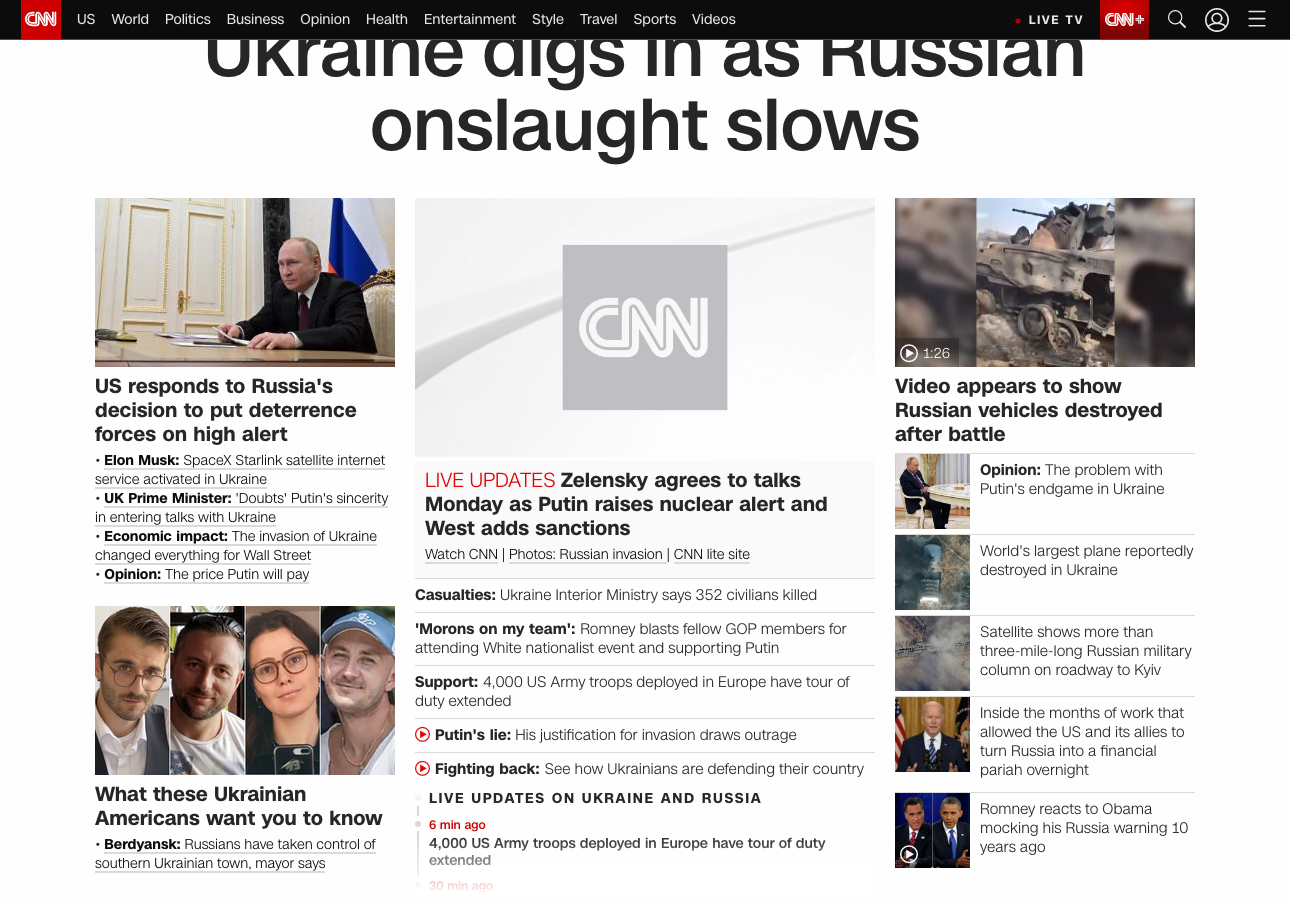 CNN
US World Politics Business Opinion Health Entertainment Style Travel Sports Videos
LIVE TV
CNN+
Ukraine digs in as Russian
onslaught slows
US responds to Russia's
decision to put deterrence
forces on high alert
• Elon Musk: SpaceX Starlink satellite internet
service activated in Ukraine
• UK Prime Minister: 'Doubts' Putin's sincerity
in entering talks with Ukraine
• Economic impact: The invasion of Ukraine
changed everything for Wall Street
• Opinion: The price Putin will pay
What these Ukrainian
Americans want you to know
• Berdyansk: Russians have taken control of
southern Ukrainian town, mayor says
CNN
LIVE UPDATES Zelensky agrees to talks
Monday as Putin raises nuclear alert and
West adds sanctions
Watch CNN | Photos: Russian invasion | CNN lite site
Casualties: Ukraine Interior Ministry says 352 civilians killed
'Morons on my team': Romney blasts fellow GOP members for
attending White nationalist event and supporting Putin
Support: 4,000 US Army troops deployed in Europe have tour of
duty extended
Putin's lie: His justification for invasion draws outrage
Fighting back: See how Ukrainians are defending their country
LIVE UPDATES ON UKRAINE AND RUSSIA
6 min ago
4,000 US Army troops deployed in Europe have tour of duty
extended
30 min ago
1:26
Video appears to show
Russian vehicles destroyed
after battle
Opinion: The problem with
Putin's endgame in Ukraine
World's largest plane reportedly
destroyed in Ukraine
Satellite shows more than
three-mile-long Russian military
column on roadway to Kyiv
Inside the months of work that
allowed the US and its allies to
turn Russia into a financial
pariah overnight
Romney reacts to Obama
mocking his Russia warning 10
years ago